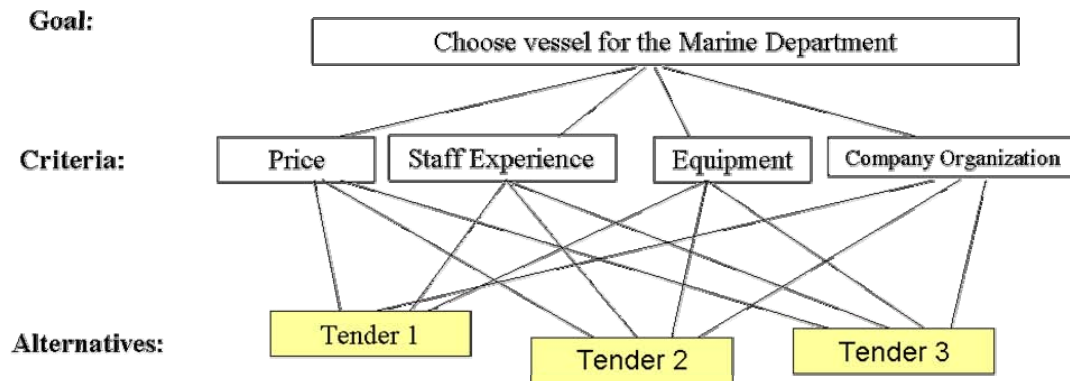 Goal:
Choose vessel for the Marine Department
Criteria:
Price
Staff Experience
Equipment
Company Organization
Alternatives:
Tender 1
Tender 2
Tender 3